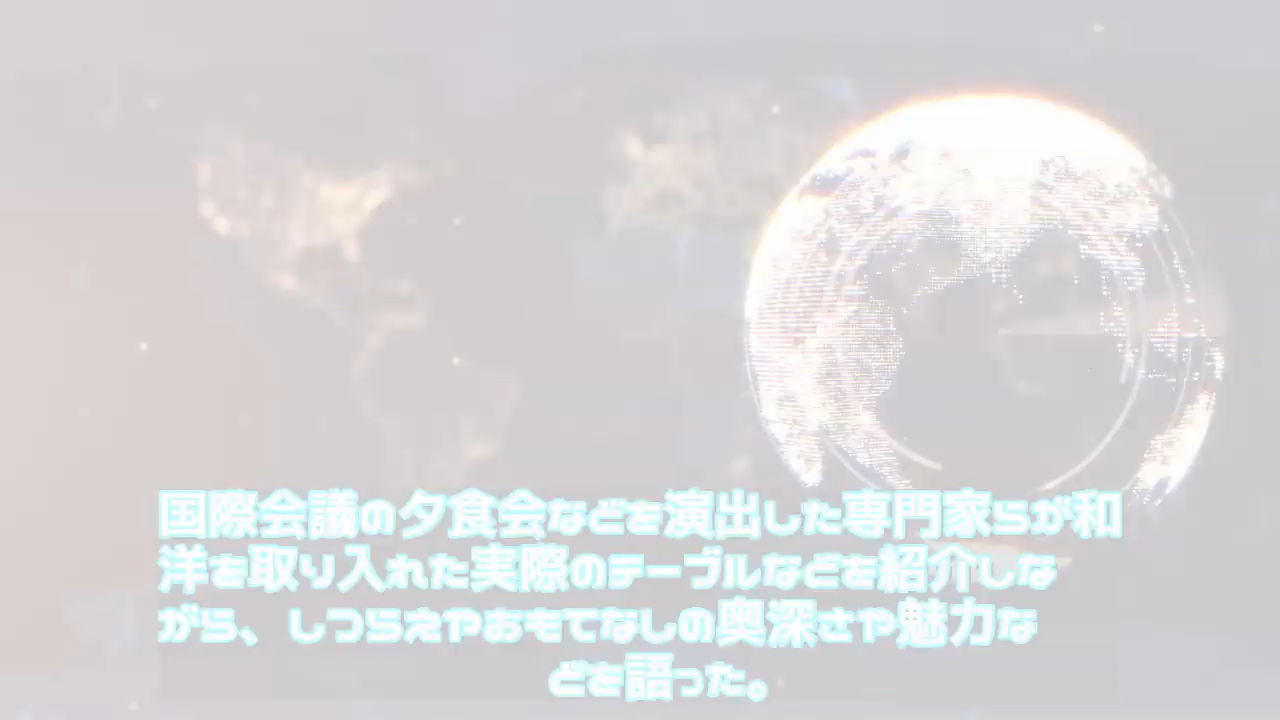 国際会議の夕食会などを演出した専門家らが和
洋を取り入れた実際のテーブルなどを紹介しな
がら、しつらえやおもてなしの奥深さや魅力な
どを語った。